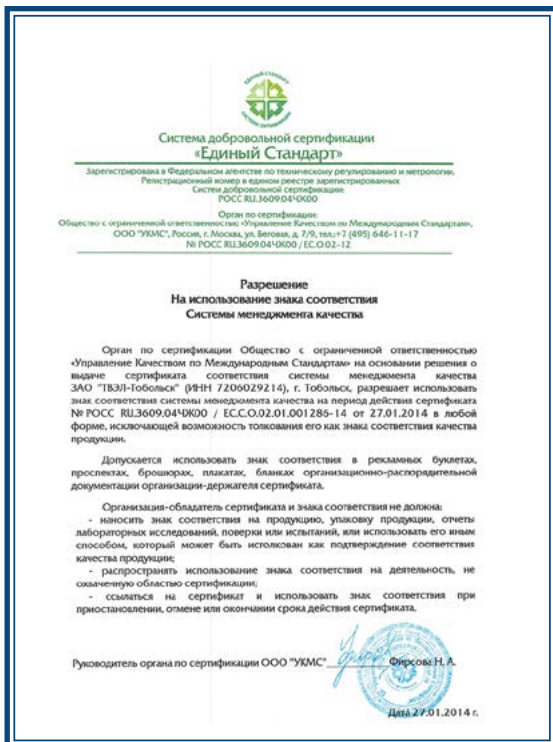 ЕДИНЫЙ СТАНДАРТ
СИСТЕМА СЕРТИФИКАЦИИ
Система добровольной сертификации
«Единый Стандарт»
Зарегистрирована в Федеральном агентстве по техническому регулированию и метрологии.
Регистрационный номер в едином реестре зарегистрированных
Систем добровольной сертификации:
РОСС RU.З609.04ЧЖ00
Орган по сертификации:
Общество с ограниченной ответственностью «Управление Качеством по Международным Стандартам»,
ООО "УКМС", Россия, г. Москва, ул. Беговая, д. 7/9, тел.:+7 (495) 646-11-17
№ РОСС RU.З609.04ЧЖ00 / ЕС.О.02-12
Разрешение
На использование знака соответствия
Системы менеджмента качества
Орган по сертификации Общество с ограниченной ответственностью
«Управление Качеством по Международным Стандартам» на основании решения о
выдаче сертификата соответствия системы менеджмента качества
ЗАО "ТВЭЛ-Тобольск" (ИНН 7206029214), г. Тобольск, разрешает использовать
знак соответствия системы менеджмента качества на период действия сертификата
№ РОСС RU.З609.04ЧЖ00 / ЕС.С.О.02.01.001286-14 от 27.01.2014 в любой
форме, исключающей возможность толкования его как знака соответствия качества
продукции.
Допускается использовать знак соответствия в рекламных буклетах,
проспектах, брошюрах, плакатах, бланках организационно-распорядительной
документации организации-держателя сертификата.
Организация-обладатель сертификата и знака соответствия не должна:
- наносить знак соответствия на продукцию, упаковку продукции, отчеты
лабораторных исследований, поверки или испытаний, или использовать его иным
способом, который может быть истолкован как подтверждение соответствия
качества продукции;
- распространять использование знака соответствия на деятельность, не
охваченную областью сертификации;
- ссылаться на сертификат и использовать знак соответствия при
приостановлении, отмене или окончании срока действия сертификата.
Руководитель органа по сертификации ООО "УКМС" Фирсова Н. А.
Дата 27.01.2014 г.